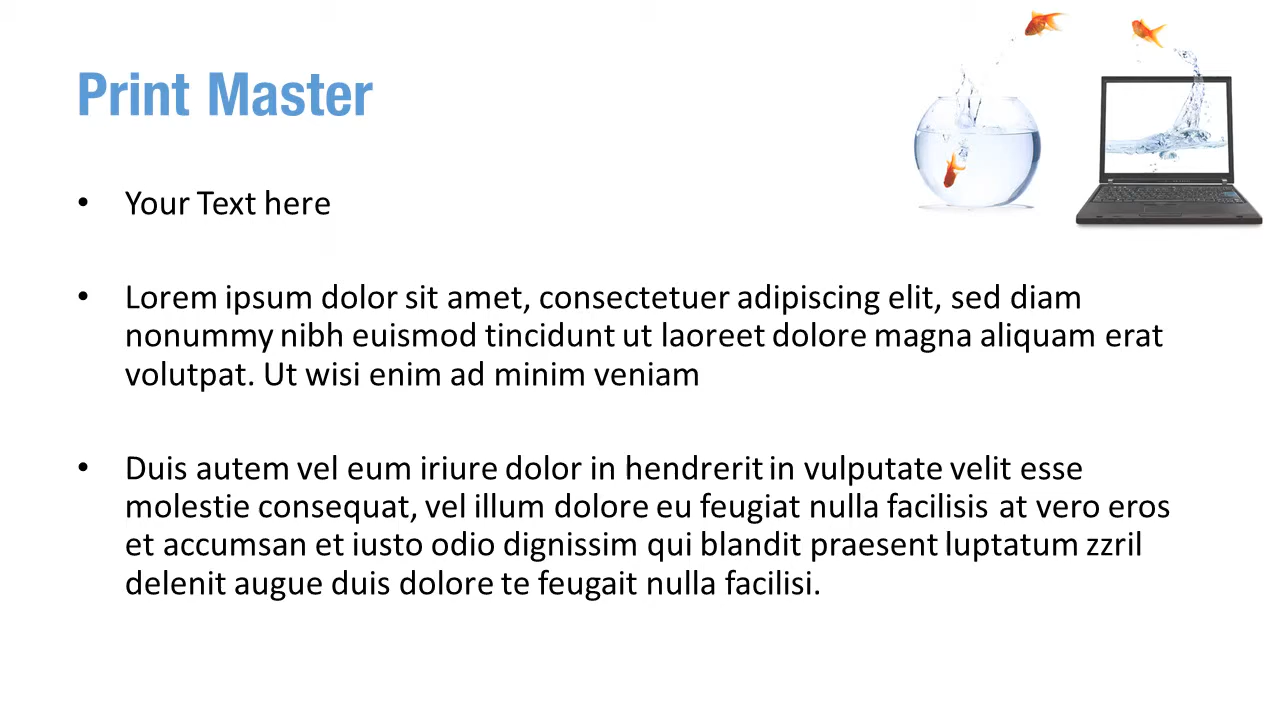 Print Master
• Your Text here
• Lorem ipsum dolor sit amet, consectetuer adipiscing elit, sed diam
nonummy nibh euismod tincidunt ut laoreet dolore magna aliquam erat
volutpat. Ut wisi enim ad minim veniam
• Duis autem vel eum iriure dolor in hendrerit in vulputate velit esse
molestie consequat, vel illum dolore eu feugiat nulla facilisis at vero eros
et accumsan et iusto odio dignissim qui blandit praesent luptatum zzril
delenit augue duis dolore te feugait nulla facilisi.